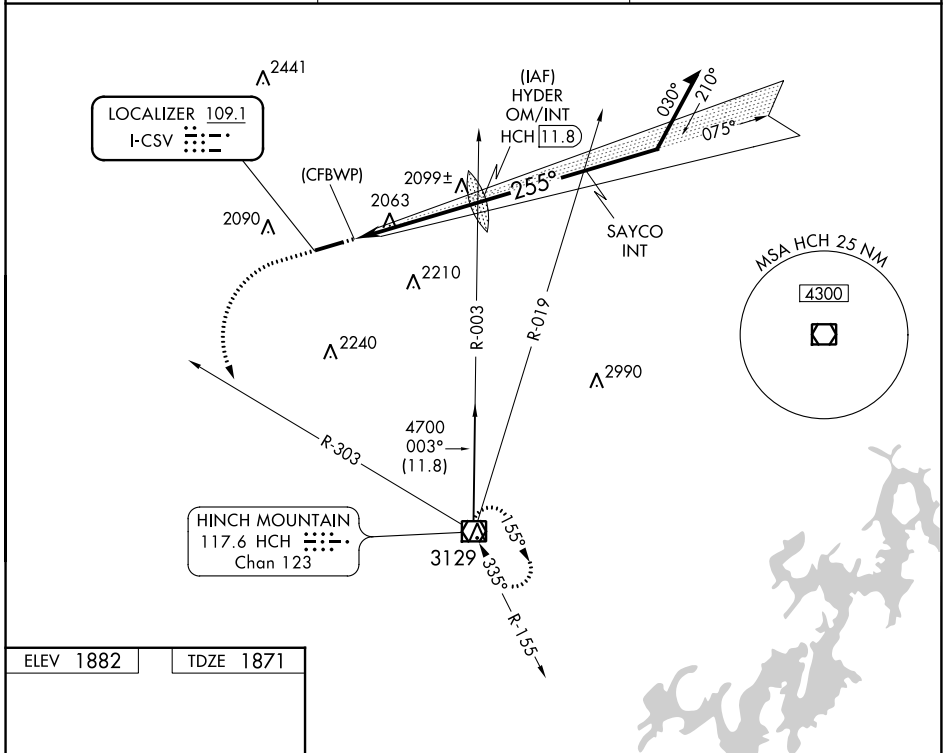 2441
LOCALIZER 109.1
I-CSV
(IAF)
HYDER
OM/INT
HCH 11.8
030°
210°
075°
(CFBWP)
2099±
255°
2063
2090
SAYCO
INT
MSA HCH 25 NM
4300
2210
R-003
R-019
2240
2990
R-303
4700
003°
(11.8)
HINCH MOUNTAIN
117.6 HCH
Chan 123
3129
155°
335°
R-155
ELEV 1882
TDZE 1871